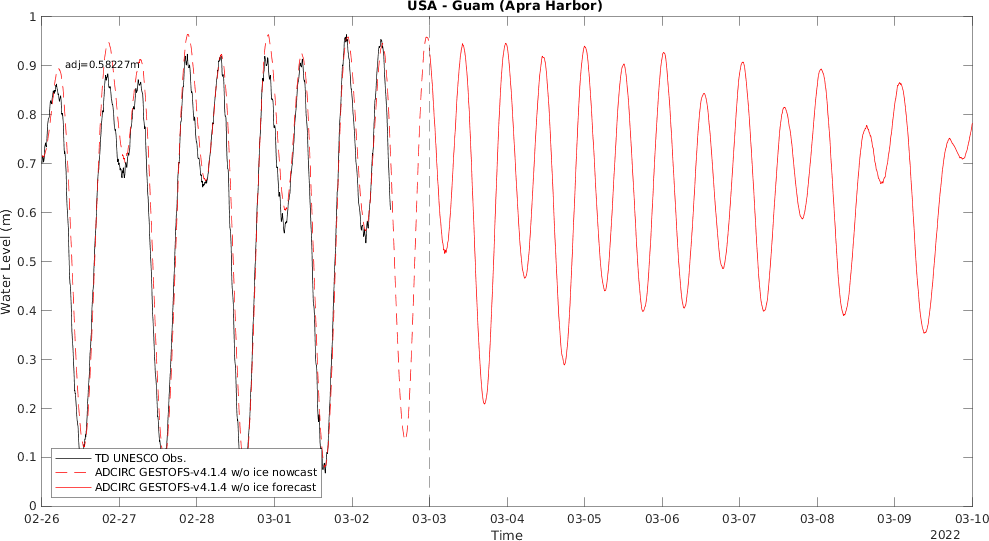 USA - Guam (Apra Harbor)
adj=0.58227m
Water Level (m)
1
0.9
0.8
0.7
0.6
0.5
0.4
0.3
0.2
0.1
0
TD UNESCO Obs.
ADCIRC GESTOFS-v4.1.4 w/o ice nowcast
ADCIRC GESTOFS-v4.1.4 w/o ice forecast
02-26 02-27 02-28 03-01 03-02 03-03 03-04 03-05 03-06 03-07 03-08 03-09 03-10
Time
2022